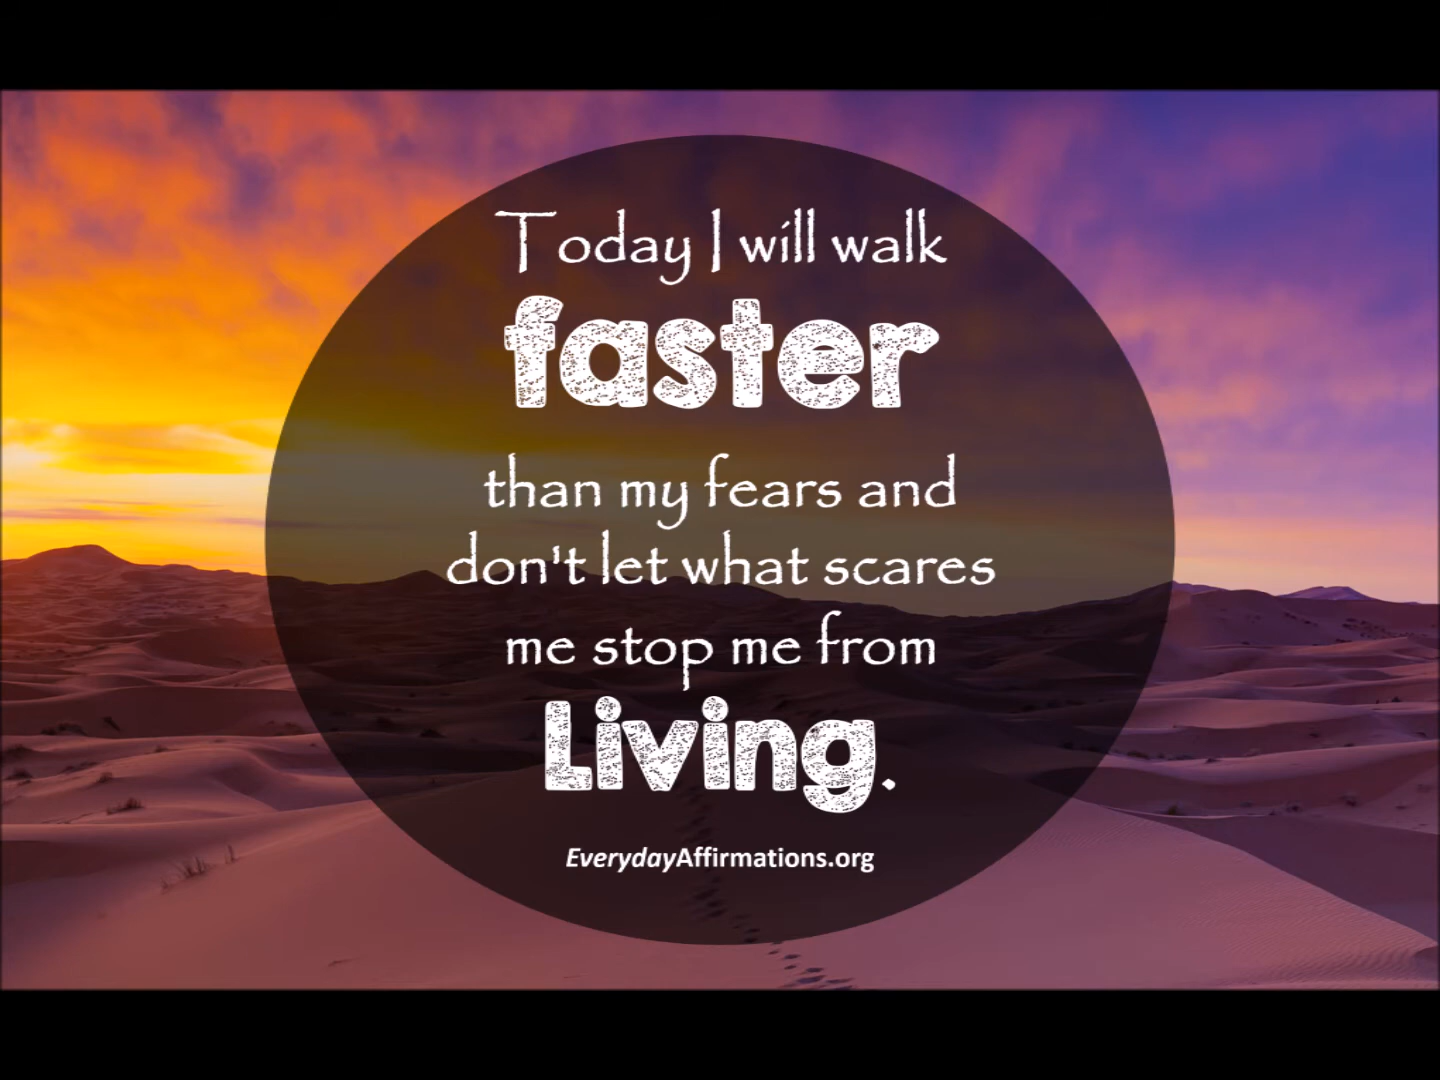 Today I will walk
faster
than my fears and
don't let what scares
me stop me from
Living.
EverydayAffirmations.org